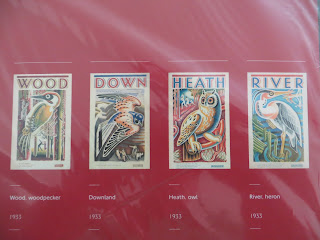 WOOD
DOWN
HEATH
RIVER
Wood, woodpecker
Downland
Heath, owl
River, heron
1933
1933
1933
1933